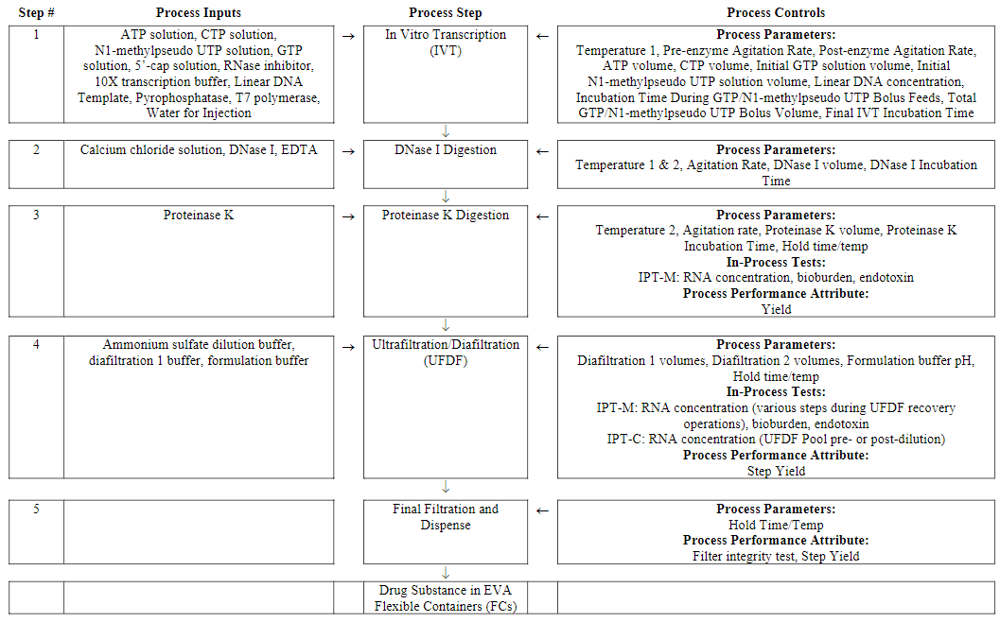 Step #
Process Inputs
Process Step
Process Controls
1
ATP solution, CTP solution,
N1-methylpseudo UTP solution, GTP
solution, 5’-cap solution, RNase inhibitor,
10X transcription buffer, Linear DNA
Template, Pyrophosphatase, T7 polymerase,
Water for Injection
→
In Vitro Transcription
(IVT)
←
Process Parameters:
Temperature 1, Pre-enzyme Agitation Rate, Post-enzyme Agitation Rate,
ATP volume, CTP volume, Initial GTP solution volume, Initial
N1-methylpseudo UTP solution volume, Linear DNA concentration,
Incubation Time During GTP/N1-methylpseudo UTP Bolus Feeds, Total
GTP/N1-methylpseudo UTP Bolus Volume, Final IVT Incubation Time
↓
2
Calcium chloride solution, DNase I, EDTA
→
DNase I Digestion
←
Process Parameters:
Temperature 1 & 2, Agitation Rate, DNase I volume, DNase I Incubation
Time
↓
3
Proteinase K
→
Proteinase K Digestion
←
Process Parameters:
Temperature 2, Agitation rate, Proteinase K volume, Proteinase K
Incubation Time, Hold time/temp
In-Process Tests:
IPT-M: RNA concentration, bioburden, endotoxin
Process Performance Attribute:
Yield
↓
4
Ammonium sulfate dilution buffer,
diafiltration 1 buffer, formulation buffer
→
Ultrafiltration/Diafiltration
(UFDF)
←
Process Parameters:
Diafiltration 1 volumes, Diafiltration 2 volumes, Formulation buffer pH,
Hold time/temp
In-Process Tests:
IPT-M: RNA concentration (various steps during UFDF recovery
operations), bioburden, endotoxin
IPT-C: RNA concentration (UFDF Pool pre- or post-dilution)
Process Performance Attribute:
Step Yield
↓
5
Final Filtration and
Dispense
←
Process Parameters:
Hold Time/Temp
Process Performance Attribute:
Filter integrity test, Step Yield
↓
Drug Substance in EVA
Flexible Containers (FCs)